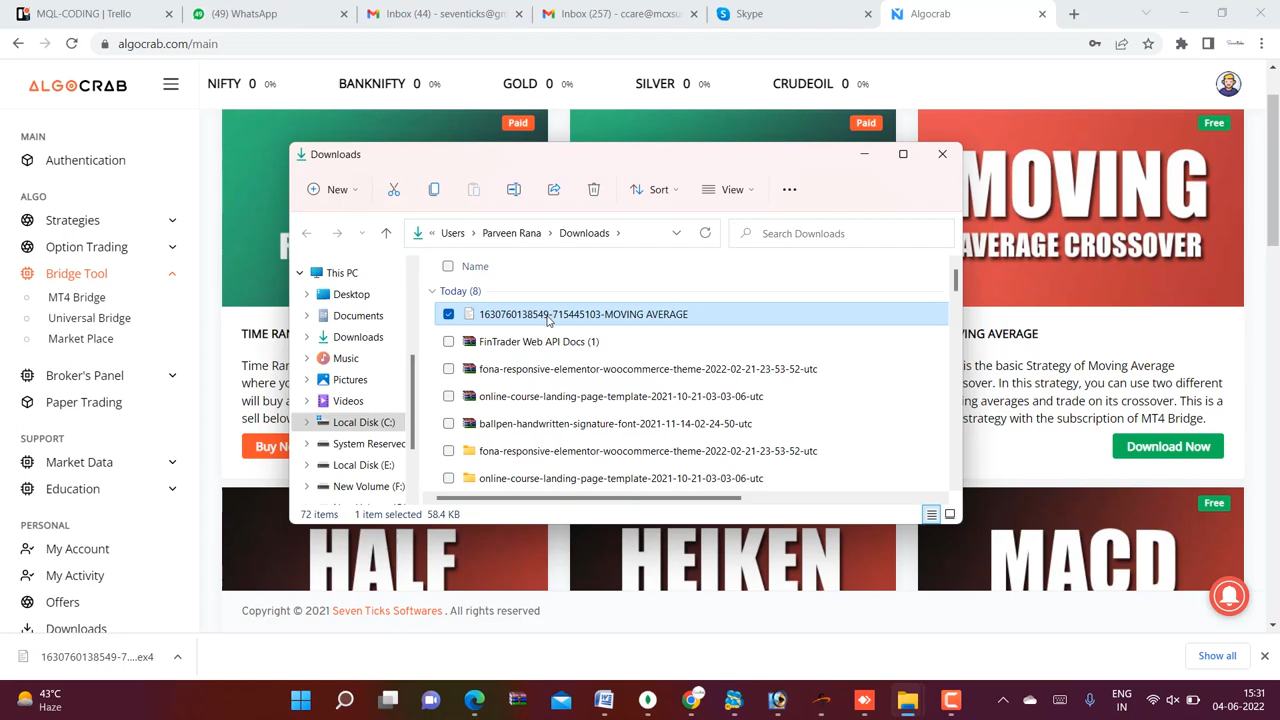 MQL-CODING | Trello
(49) WhatsApp
Inbox (44) - seventicks@gr
Inbox (257) - ccare@mcxsu
Skype
Algocrab
algocrab.com/main
ALGOCRAB
NIFTY 0 0%
BANKNIFTY 0 0%
GOLD 0 0%
SILVER 0 0%
CRUDEOIL 0 0%
MAIN
Authentication
ALGO
Strategies
Option Trading
Bridge Tool
MT4 Bridge
Universal Bridge
Market Place
Broker's Panel
Paper Trading
SUPPORT
Market Data
Education
PERSONAL
My Account
My Activity
Offers
Downloads
Paid
Paid
Free
MOVING
AVERAGE CROSSOVER
TIME RAN
where yo
will buy a
sell below
Buy No
NG AVERAGE
is the basic Strategy of Moving
ossover. In this strategy, you can use two different
ing averages and trade on its crossover. This is a
strategy with the subscription of MT4 Bridge.
Download Now
Downloads
New
Sort
View
Users
Parveen Rana
Downloads
Search Downloads
This PC
Desktop
Documents
Downloads
Music
Pictures
Videos
Local Disk (C:)
System Reservec
Local Disk (E:)
New Volume (F:)
Name
Today (8)
1630760138549-715445103-MOVING AVERAGE
FinTrader Web API Docs (1)
fona-responsive-elementor-woocommerce-theme-2022-02-21-23-53-52-utc
online-course-landing-page-template-2021-10-21-03-03-06-utc
ballpen-handwritten-signature-font-2021-11-14-02-24-50-utc
fona-responsive-elementor-woocommerce-theme-2022-02-21-23-53-52-utc
online-course-landing-page-template-2021-10-21-03-03-06-utc
72 items
1 item selected 58.4 KB
HALF
HEIKEN
Free
MACD
Copyright © 2021 Seven Ticks Softwares . All rights reserved
1630760138549-7....ex4
Show all
43°C
Haze
ENG
IN
15:31
04-06-2022